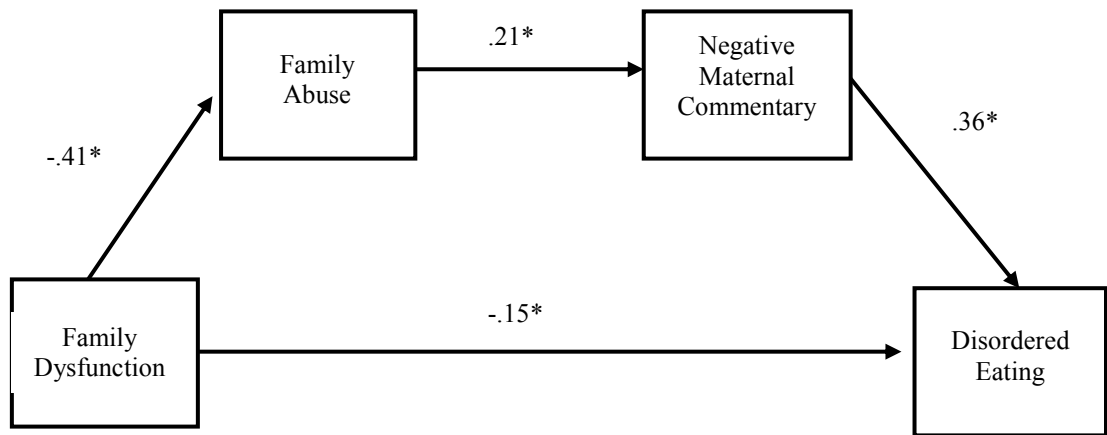 Family
Abuse
.21*
Negative
Maternal
Commentary
-.41*
.36*
Family
Dysfunction
-.15*
Disordered
Eating